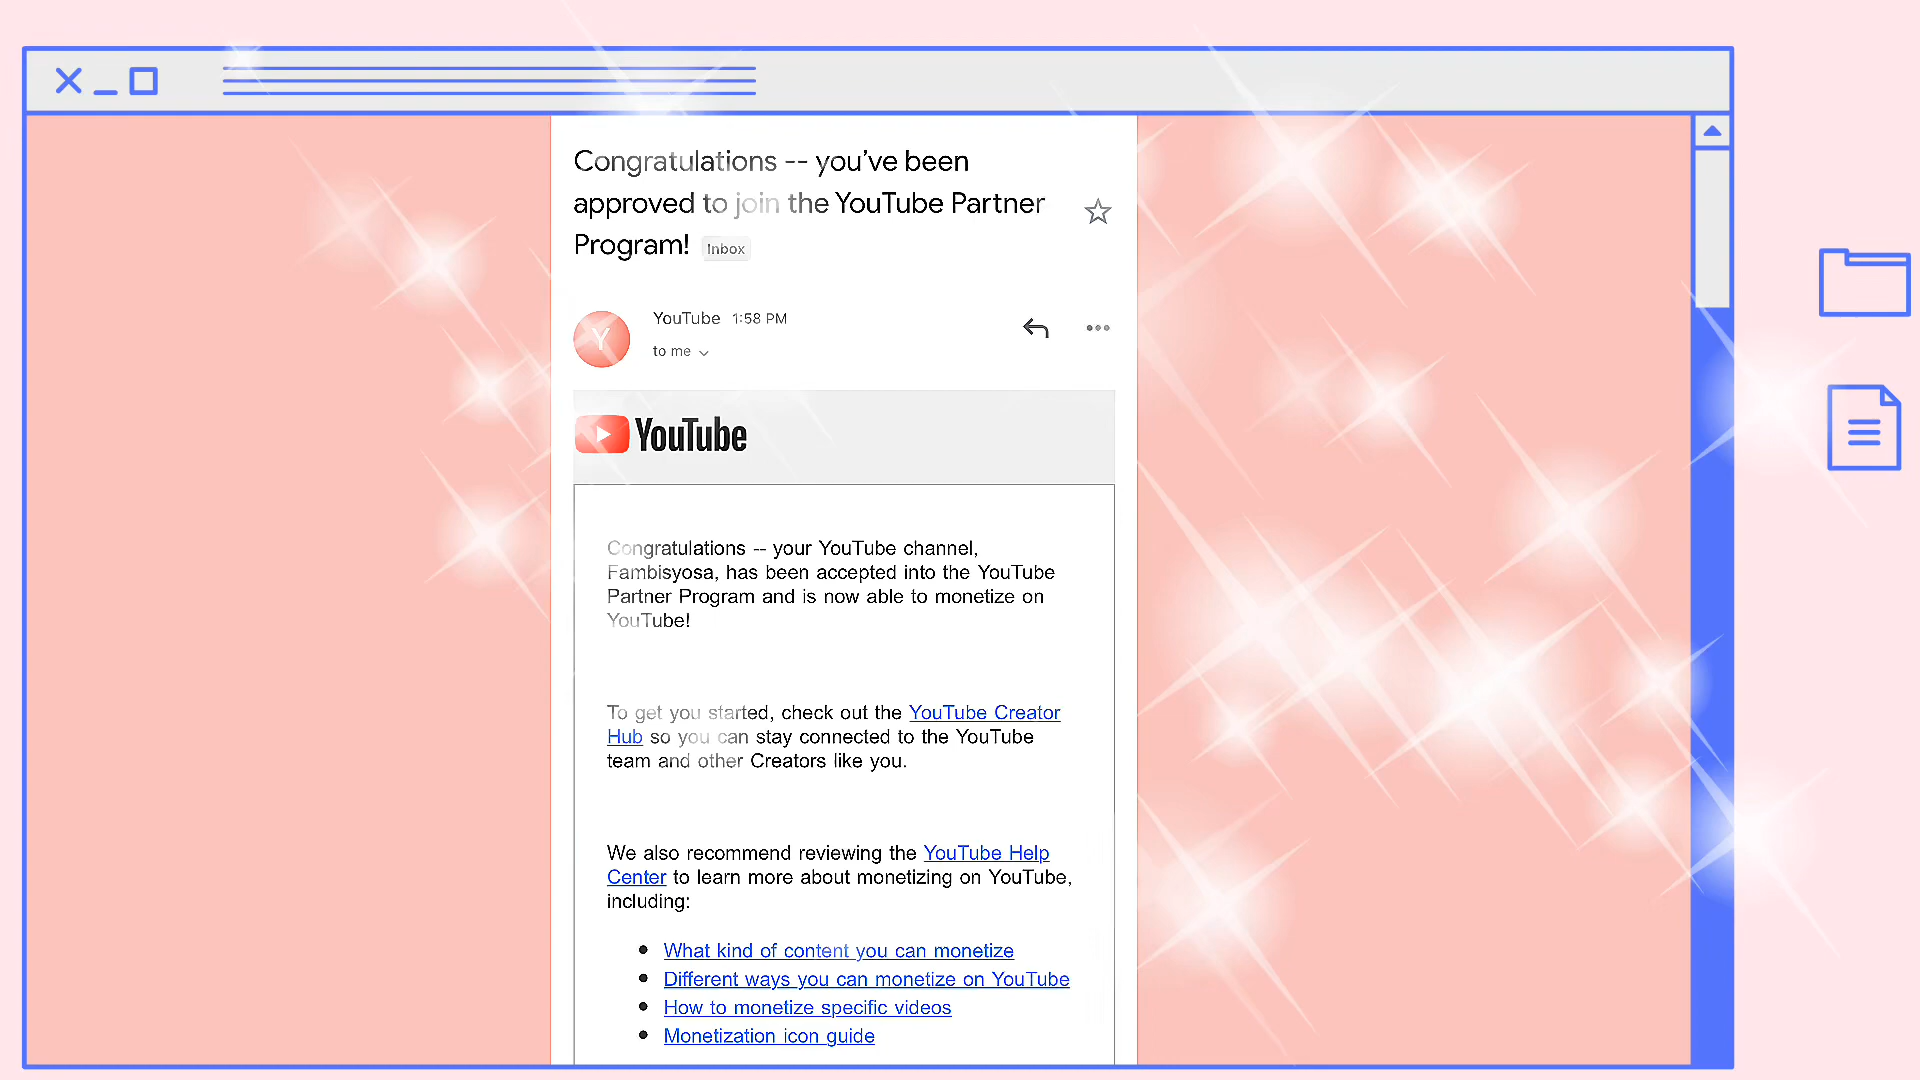 Congratulations -- you've been
approved to join the YouTube Partner
Program! Inbox
Y
YouTube 1:58 PM
to me
YouTube
Congratulations -- your YouTube channel,
Fambisyosa, has been accepted into the YouTube
Partner Program and is now able to monetize on
YouTube!
To get you started, check out the YouTube Creator
Hub so you can stay connected to the YouTube
team and other Creators like you.
We also recommend reviewing the YouTube Help
Center to learn more about monetizing on YouTube,
including:
What kind of content you can monetize
Different ways you can monetize on YouTube
How to monetize specific videos
Monetization icon guide